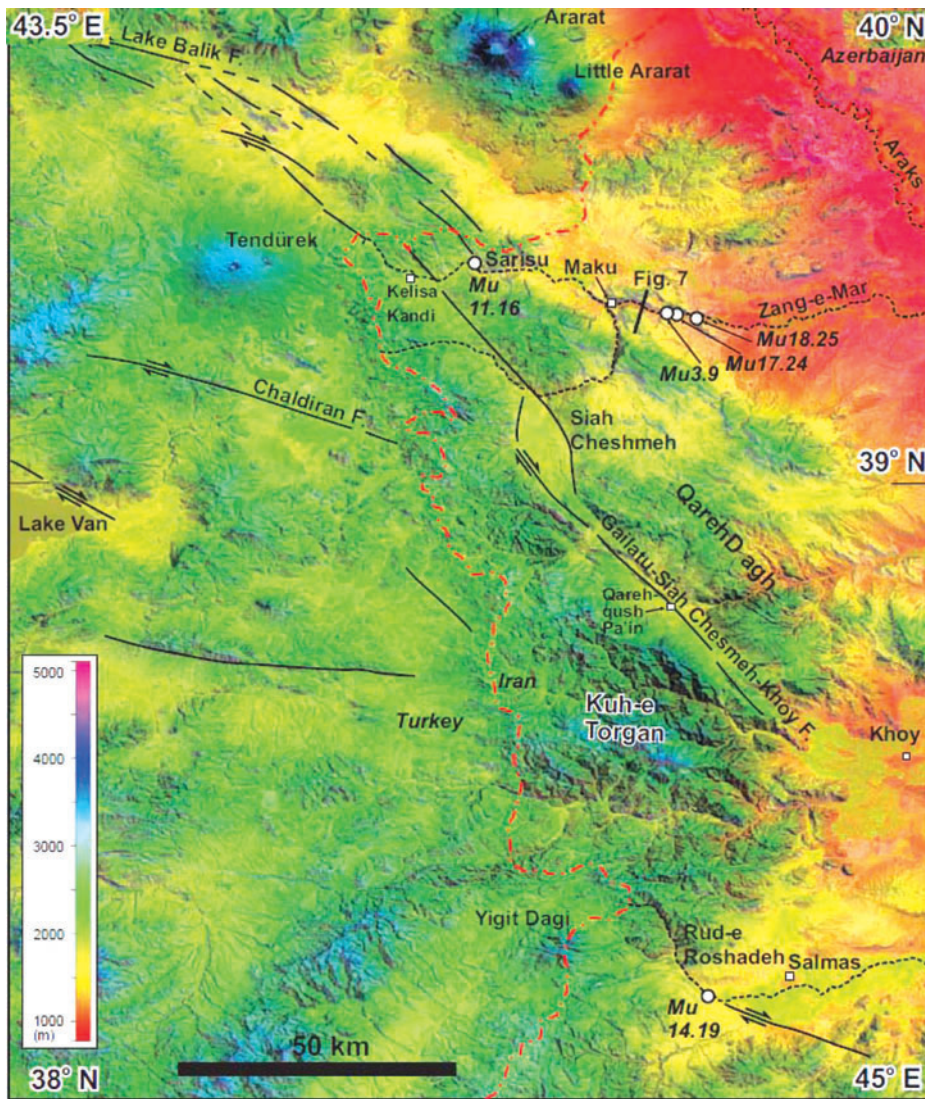 43.5° E
Ararat
40° N
Lake Balik F.
Azerbaijan
Little Ararat
Araks
Tendürek
Sarisu
Maku
Fig. 7
Kelisa
Kandi
Mu
11.16
Zang-e-Mar
Mu18.25
Mu17.24
Mu3.9
Chaldiran F.
Siah
Cheshmeh
39° N
Lake Van
QarehDagh
Gailatu-Siah Chesmeh-Khoy F.
Qareh-
qush
Pa'in
5000
4000
3000
2000
1000
(m)
Iran
Turkey
Kuh-e
Torgan
Khoy
Yigit Dagi
Rud-e
Roshadeh
Salmas
Mu
14.19
50 km
38° N
45° E